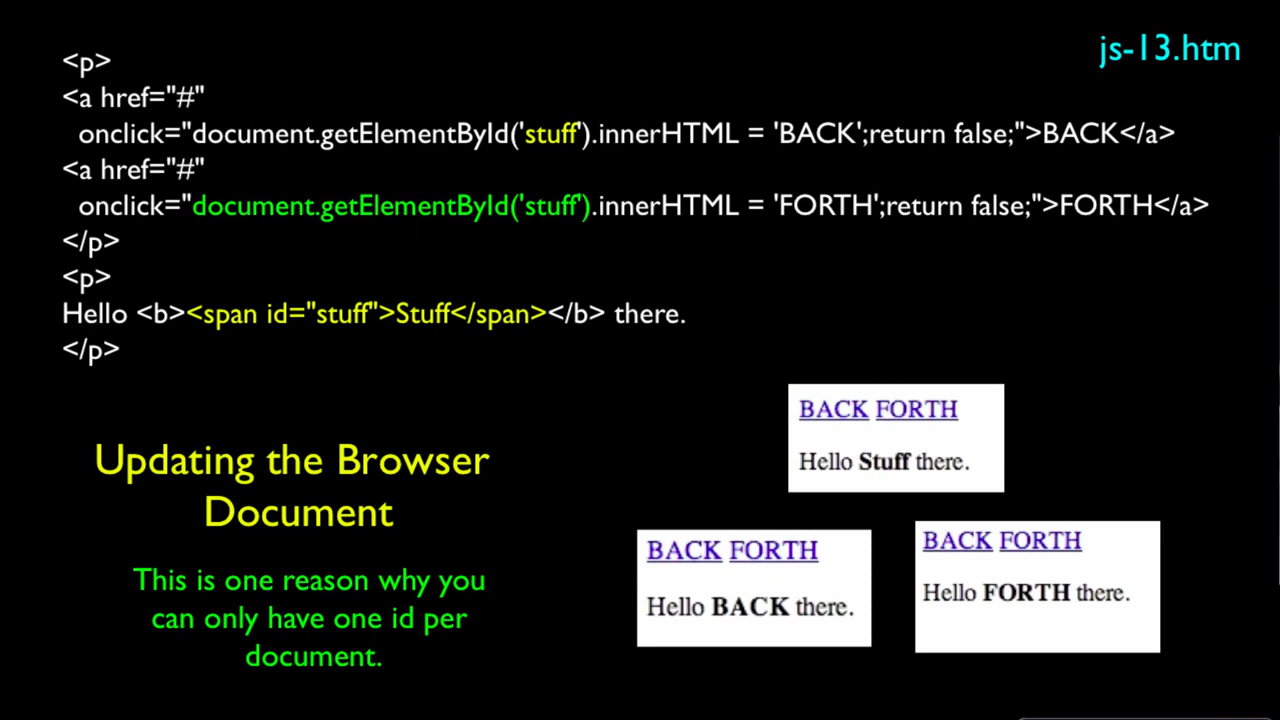 js-13.htm
<p>
<a href="#"
onclick="document.getElementById('stuff').innerHTML = 'BACK';return false;">BACK</a>
<a href="#"
onclick="document.getElementById('stuff').innerHTML = 'FORTH';return false;">FORTH</a>
</p>
<p>
Hello <b><span id="stuff">Stuff</span></b> there.
</p>
Updating the Browser
Document
This is one reason why you
can only have one id per
document.
BACK FORTH
Hello Stuff there.
BACK FORTH
Hello BACK there.
BACK FORTH
Hello FORTH there.